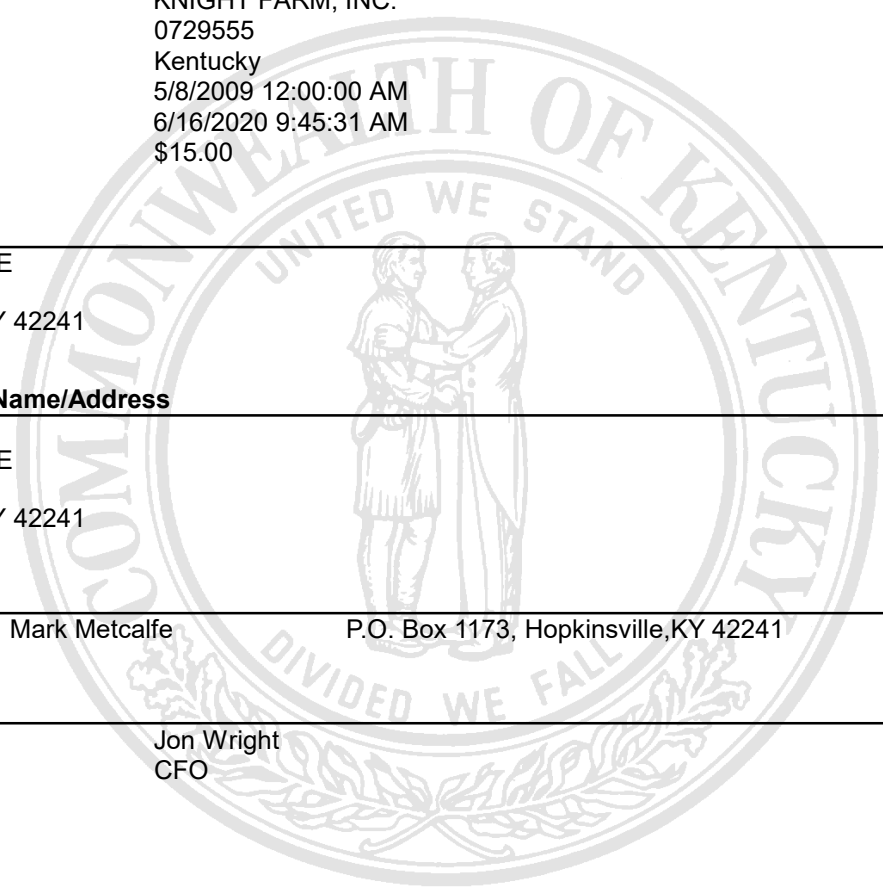 KNIGHT FARM, INC.
0729555
Kentucky
5/8/2009 12:00:00 AM
6/16/2020 9:45:31 AM
$15.00
COMMONWEALTH OF KENTUCKY
UNITED WE STAND
E
Y 42241
Name/Address
E
Y 42241
Mark Metcalfe P.O. Box 1173, Hopkinsville,KY 42241
DIVIDED WE FALL
Jon Wright
CFO